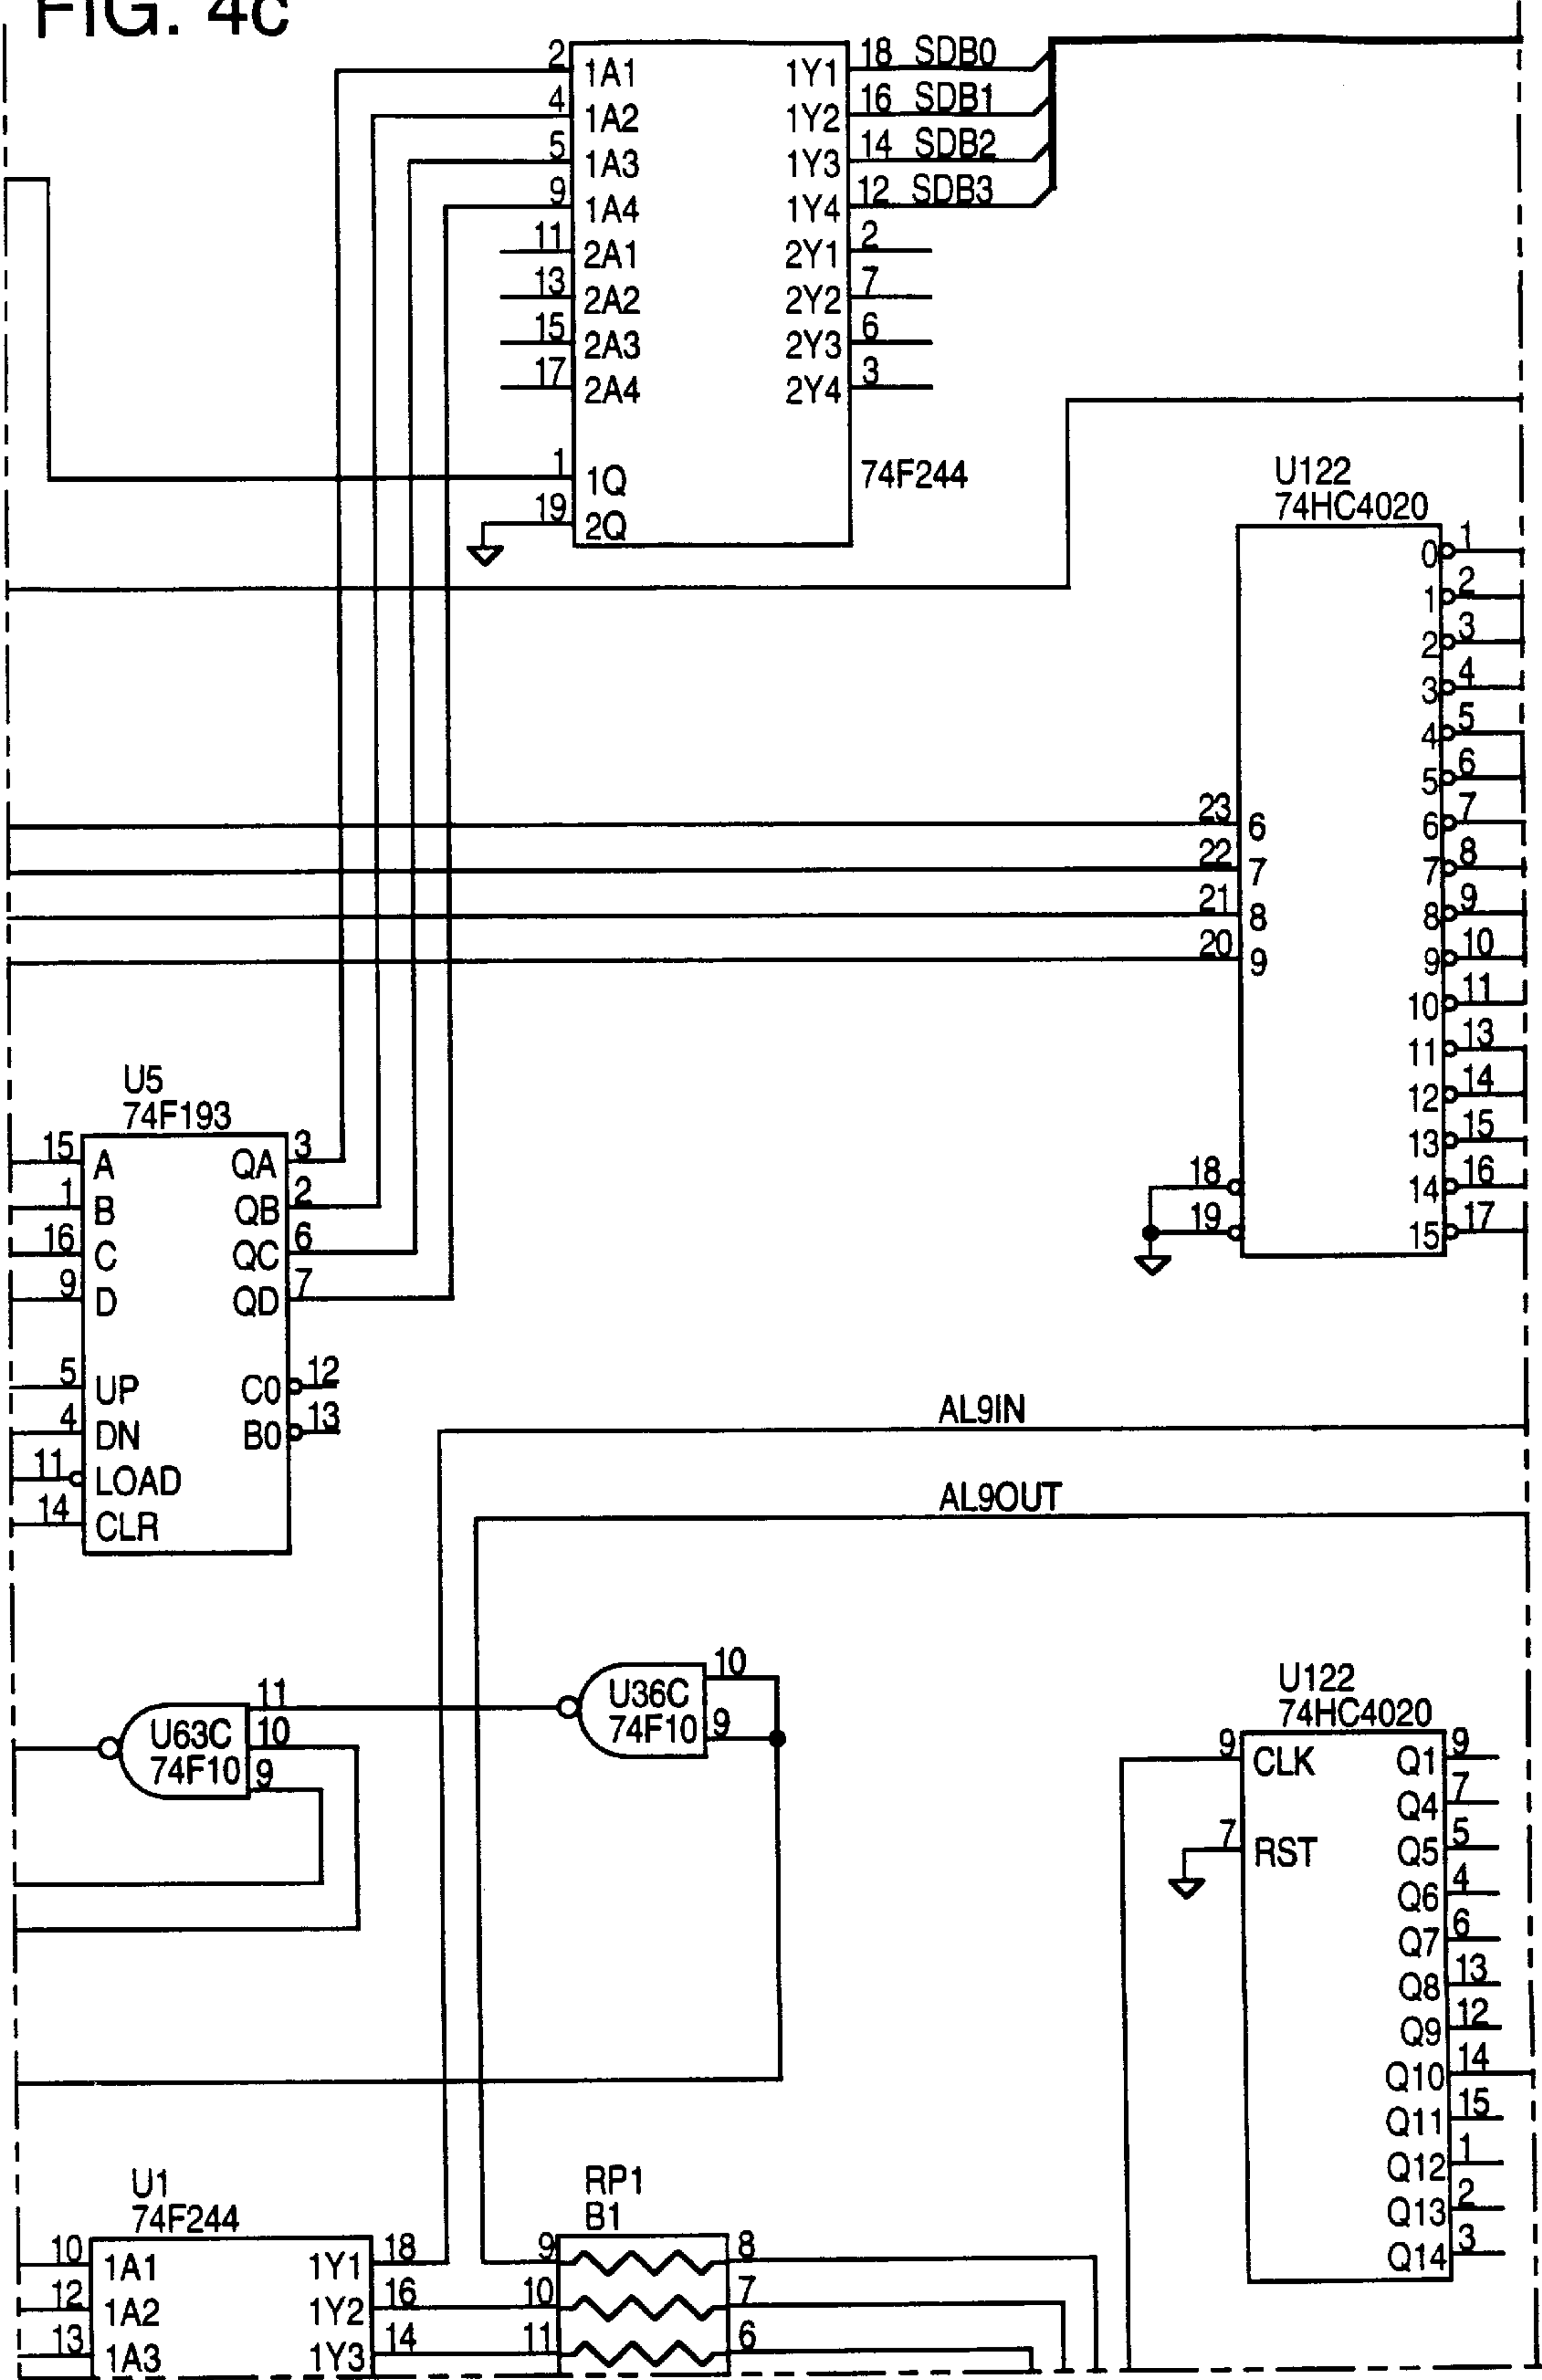 FIG. 4c
2 1A1 1Y1 18 SDB0
4 1A2 1Y2 16 SDB1
5 1A3 1Y3 14 SDB2
9 1A4 1Y4 12 SDB3
11 2A1 2Y1 2
13 2A2 2Y2 7
15 2A3 2Y3 6
17 2A4 2Y4 3
1 1Q 74F244
19 2Q
U122
74HC4020
0 1
1 2
2 3
3 4
4 5
5 6
23 6 6 7
22 7 7 8
21 8 8 9
20 9 9 10
10 11
11 13
12 14
13 15
18 14 16
19 15 17
U5
74F193
15 A QA 3
1 B QB 2
16 C QC 6
9 D QD 7
5 UP C0 12
4 DN B0 13
11 LOAD
14 CLR
AL9IN
AL9OUT
U63C
74F10
11
10
9
U36C
74F10
10
9
U122
74HC4020
9 CLK Q1 9
Q4 7
7 RST Q5 5
Q6 4
Q7 6
Q8 13
Q9 12
Q10 14
Q11 15
Q12 1
Q13 2
Q14 3
U1
74F244
10 1A1 1Y1 18
12 1A2 1Y2 16
13 1A3 1Y3 14
RP1
B1
9 8
10 7
11 6